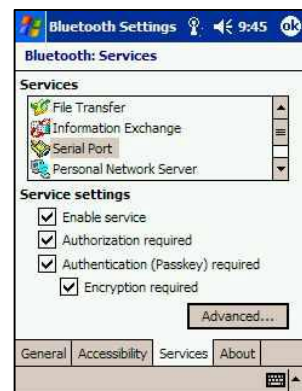 Bluetooth Settings 9:45 ok
Bluetooth: Services
Services
File Transfer
Information Exchange
Serial Port
Personal Network Server
Service settings
Enable service
Authorization required
Authentication (Passkey) required
Encryption required
Advanced...
General Accessibility Services About